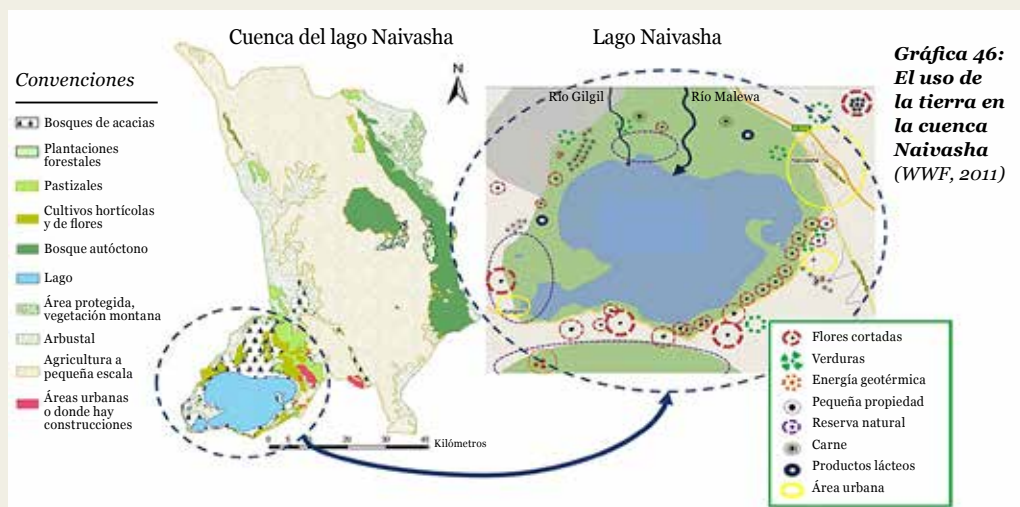 Cuenca del lago Naivasha
Lago Naivasha
Gráfica 46:
El uso de
la tierra en
la cuenca
Naivasha
(WWF, 2011)
Convenciones
Bosques de acacias
Plantaciones
forestales
Pastizales
Cultivos hortícolas
y de flores
Bosque autóctono
Lago
Área protegida,
vegetación montana
Arbustal
Agricultura a
pequeña escala
Áreas urbanas
o donde hay
construcciones
N
0 5 10 20 30 40 Kilómetros
Río Gilgil
Río Malewa
Naivasha
Flores cortadas
Verduras
Energía geotérmica
Pequeña propiedad
Reserva natural
Carne
Productos lácteos
Área urbana